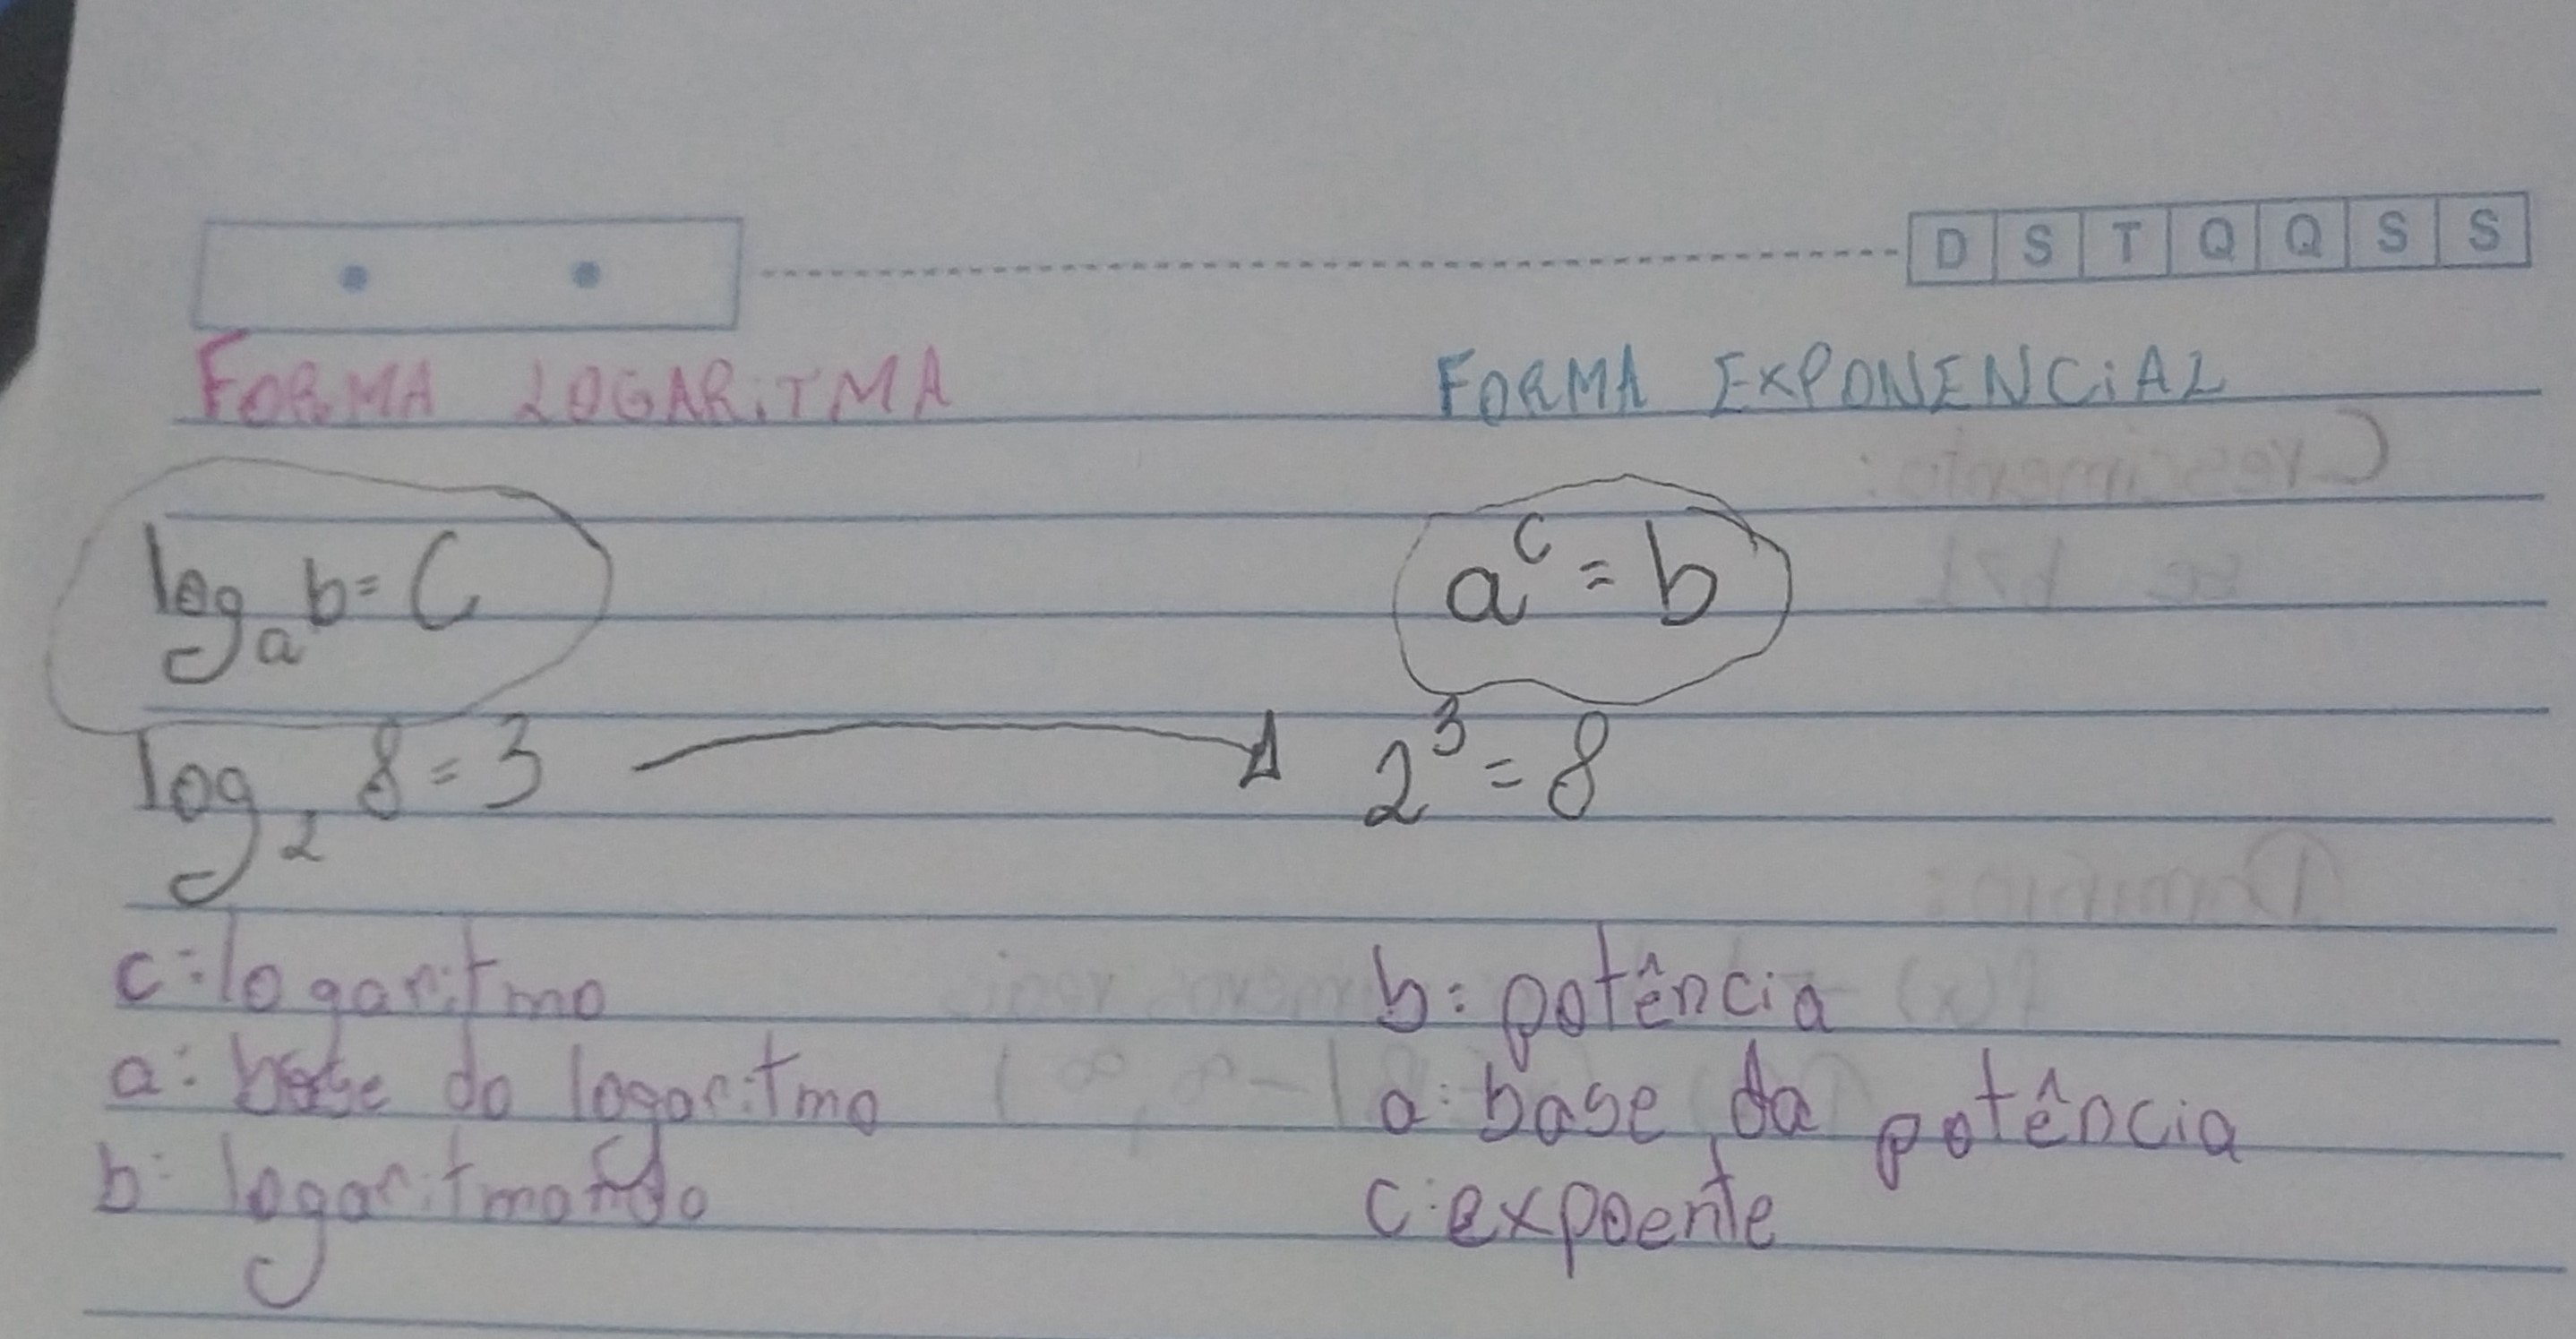 D S T Q Q S S
FORMA LOGARiTMA FORMA EXPONENCiAL
log_a b = C a^c = b
log_2 8 = 3 → 2^3 = 8
c: logaritmo b: potência
a: base do logaritmo a: base da potência
b: logaritmando c: expoente